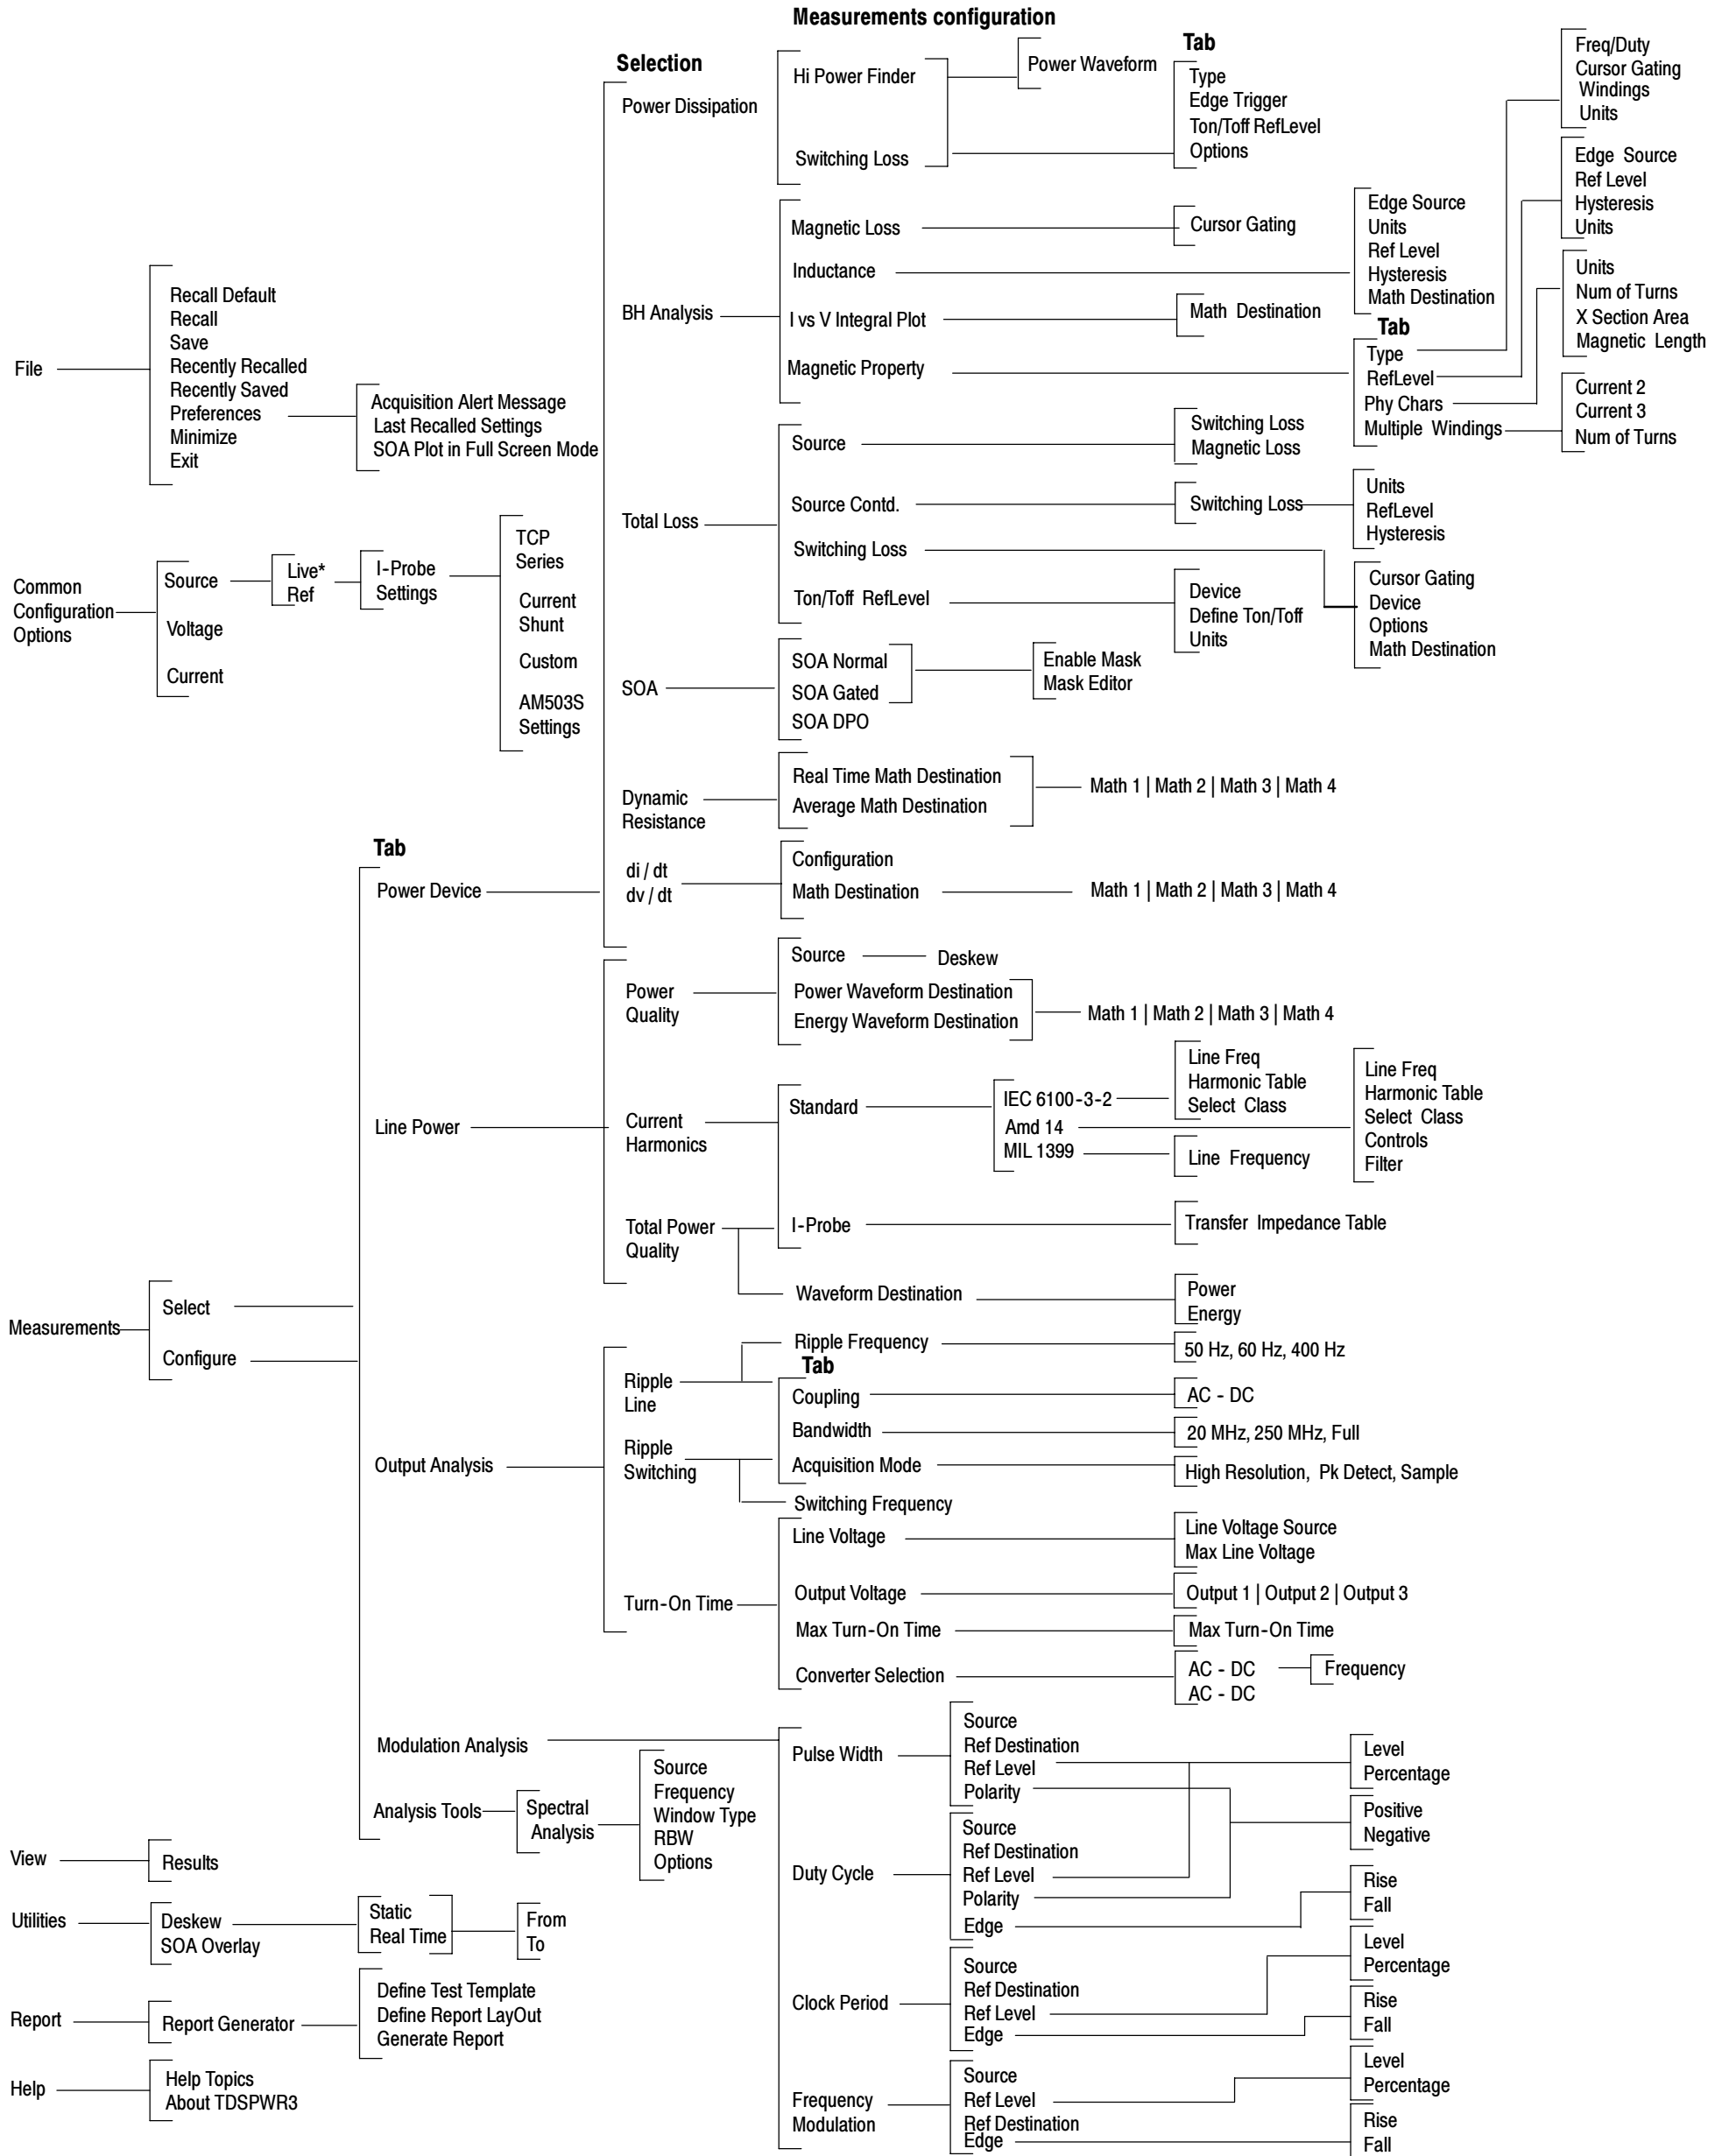 Measurements configuration
Selection
Power Dissipation
Hi Power Finder
Switching Loss
Power Waveform
Tab
Type
Edge Trigger
Ton/Toff RefLevel
Options
Freq/Duty
Cursor Gating
Windings
Units
Edge Source
Ref Level
Hysteresis
Units
BH Analysis
Magnetic Loss
Cursor Gating
Inductance
Edge Source
Units
Ref Level
Hysteresis
Math Destination
I vs V Integral Plot
Math Destination
Magnetic Property
Tab
Type
RefLevel
Phy Chars
Multiple Windings
Units
Num of Turns
X Section Area
Magnetic Length
Current 2
Current 3
Num of Turns
File
Recall Default
Recall
Save
Recently Recalled
Recently Saved
Preferences
Minimize
Exit
Acquisition Alert Message
Last Recalled Settings
SOA Plot in Full Screen Mode
Total Loss
Source
Switching Loss
Magnetic Loss
Source Contd.
Switching Loss
Units
RefLevel
Hysteresis
Switching Loss
Cursor Gating
Device
Options
Math Destination
Ton/Toff RefLevel
Device
Define Ton/Toff
Units
Common
Configuration
Options
Source
Voltage
Current
Live*
Ref
I-Probe
Settings
TCP
Series
Current
Shunt
Custom
AM503S
Settings
SOA
SOA Normal
SOA Gated
SOA DPO
Enable Mask
Mask Editor
Dynamic
Resistance
Real Time Math Destination
Average Math Destination
Math 1 | Math 2 | Math 3 | Math 4
di / dt
dv / dt
Configuration
Math Destination
Math 1 | Math 2 | Math 3 | Math 4
Measurements
Select
Configure
Tab
Power Device
Line Power
Power
Quality
Source
Deskew
Power Waveform Destination
Energy Waveform Destination
Math 1 | Math 2 | Math 3 | Math 4
Current
Harmonics
Standard
IEC 6100-3-2
Amd 14
MIL 1399
Line Freq
Harmonic Table
Select Class
Line Frequency
Line Freq
Harmonic Table
Select Class
Controls
Filter
Total Power
Quality
I-Probe
Transfer Impedance Table
Waveform Destination
Power
Energy
Output Analysis
Ripple
Line
Ripple Frequency
50 Hz, 60 Hz, 400 Hz
Tab
Coupling
AC - DC
Bandwidth
20 MHz, 250 MHz, Full
Ripple
Switching
Acquisition Mode
High Resolution, Pk Detect, Sample
Switching Frequency
Turn-On Time
Line Voltage
Line Voltage Source
Max Line Voltage
Output Voltage
Output 1 | Output 2 | Output 3
Max Turn-On Time
Max Turn-On Time
Converter Selection
AC - DC
AC - DC
Frequency
Modulation Analysis
Pulse Width
Source
Ref Destination
Ref Level
Polarity
Level
Percentage
Positive
Negative
Duty Cycle
Source
Ref Destination
Ref Level
Polarity
Edge
Rise
Fall
Clock Period
Source
Ref Destination
Ref Level
Edge
Level
Percentage
Rise
Fall
Frequency
Modulation
Source
Ref Level
Ref Destination
Edge
Level
Percentage
Rise
Fall
Analysis Tools
Spectral
Analysis
Source
Frequency
Window Type
RBW
Options
View
Results
Utilities
Deskew
SOA Overlay
Static
Real Time
From
To
Report
Report Generator
Define Test Template
Define Report LayOut
Generate Report
Help
Help Topics
About TDSPWR3